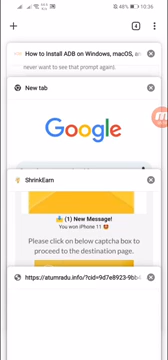 10:36
4
How to Install ADB on Windows, macOS, and
never want to see that prompt again).
New tab
Google
ShrinkEarn
(1) New Message!
You won IPhone 11
Please click on below captcha box to
proceed to the destination page.
https://atumradu.info/?cid=9d7e8923-9bb